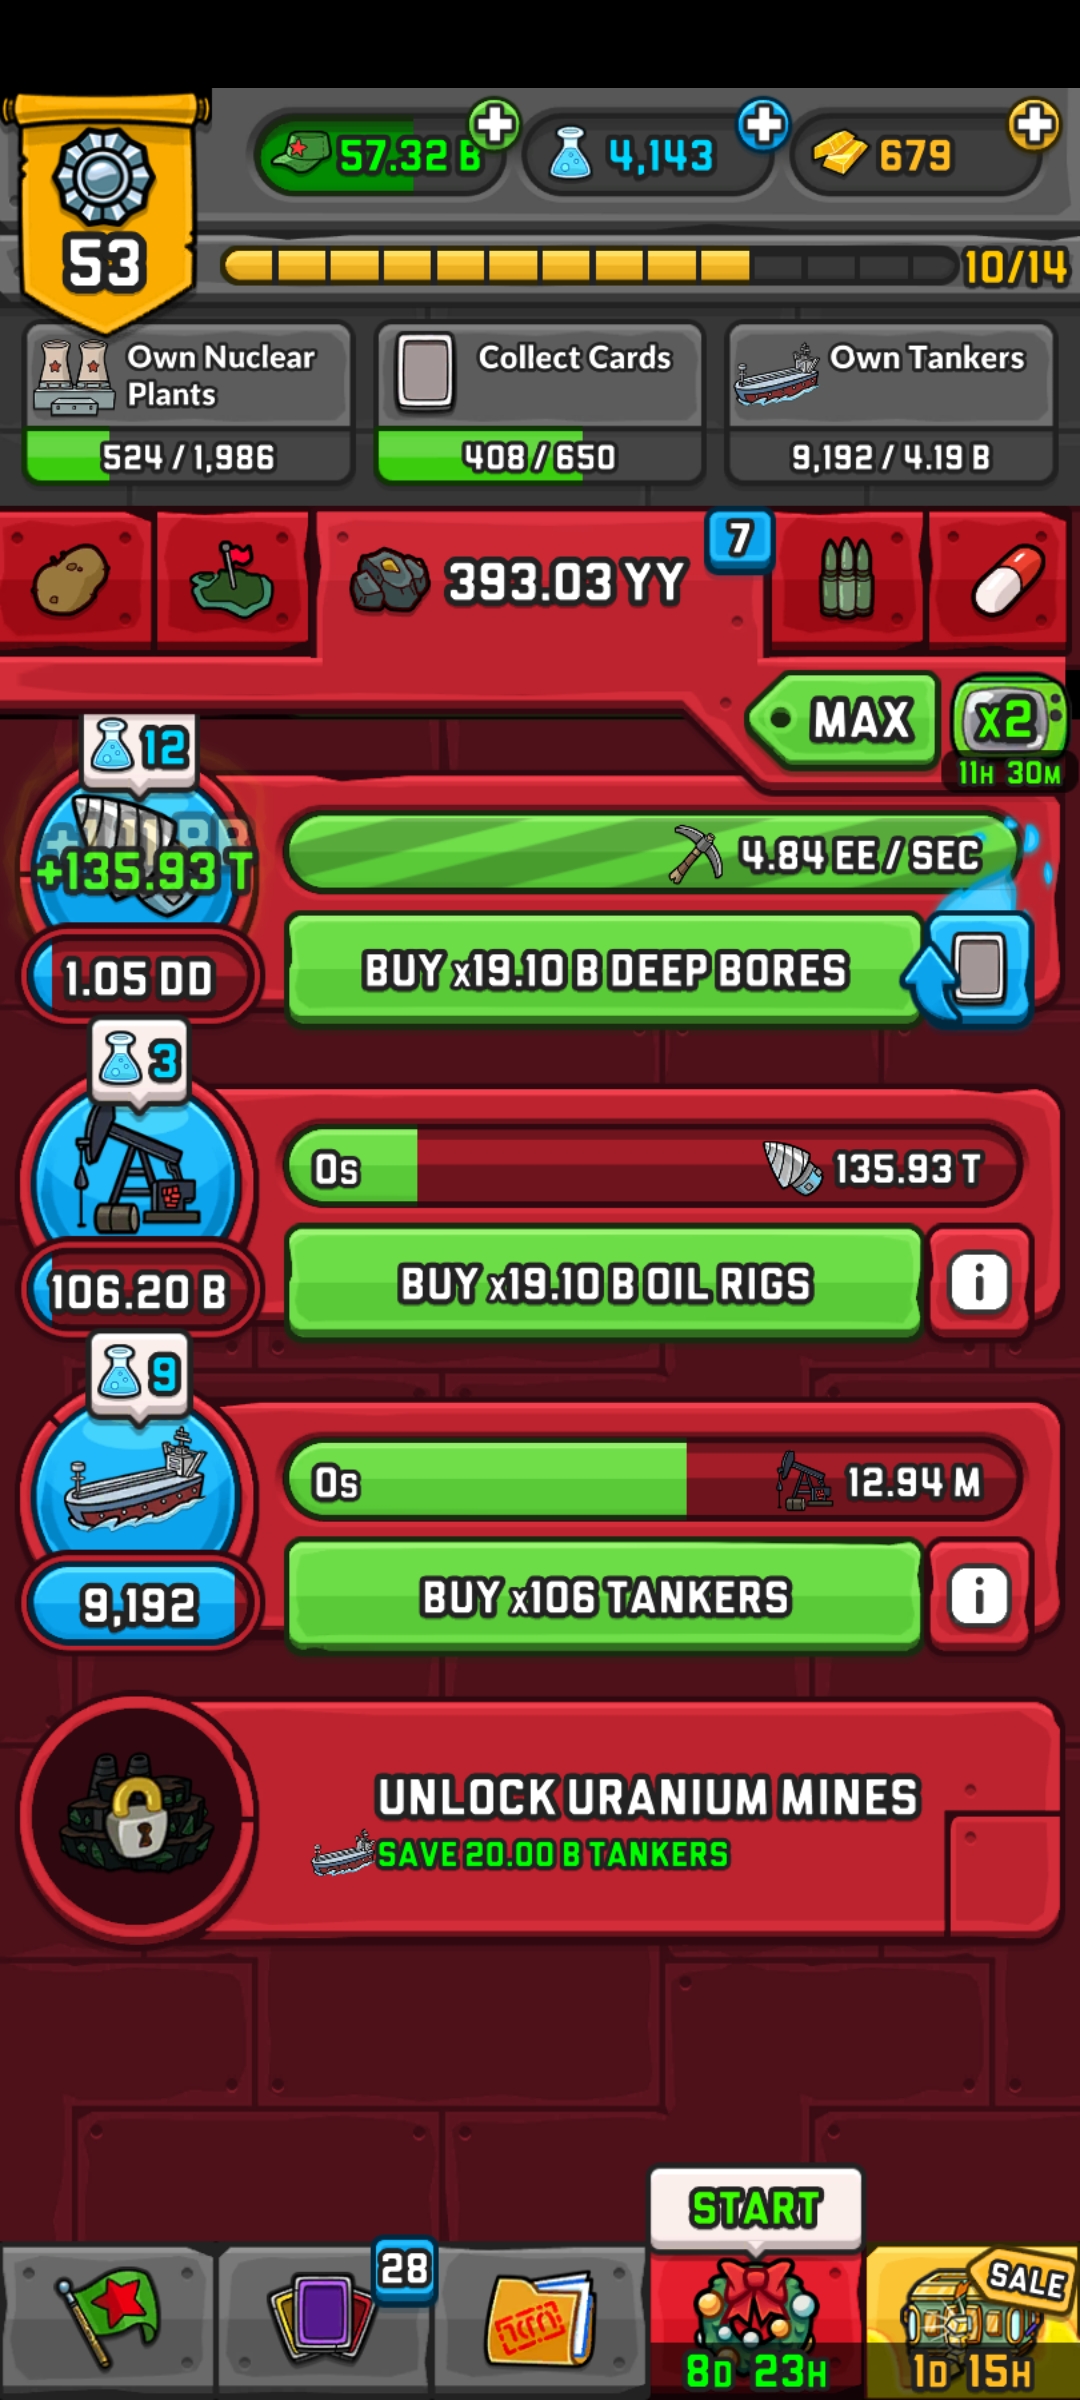 53
57.32 B
4,143
679
10/14
Own Nuclear
Plants
524 / 1,986
Collect Cards
408 / 650
Own Tankers
9,192 / 4.19 B
393.03 YY
7
MAX
x2
11H 30M
12
+135.93 T
1.05 DD
4.84 EE / SEC
BUY x19.10 B DEEP BORES
3
106.20 B
0s
135.93 T
BUY x19.10 B OIL RIGS
i
9
9,192
0s
12.94 M
BUY x106 TANKERS
i
UNLOCK URANIUM MINES
SAVE 20.00 B TANKERS
28
START
8D 23H
SALE
1D 15H